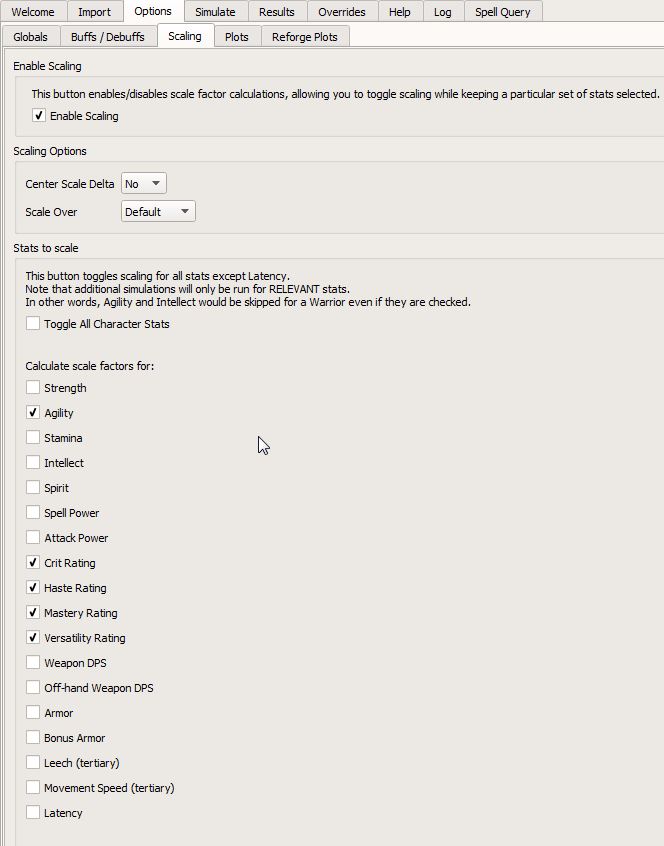 Welcome Import Options Simulate Results Overrides Help Log Spell Query
Globals Buffs / Debuffs Scaling Plots Reforge Plots
Enable Scaling
This button enables/disables scale factor calculations, allowing you to toggle scaling while keeping a particular set of stats selected.
Enable Scaling
Scaling Options
Center Scale Delta No
Scale Over Default
Stats to scale
This button toggles scaling for all stats except Latency.
Note that additional simulations will only be run for RELEVANT stats.
In other words, Agility and Intellect would be skipped for a Warrior even if they are checked.
Toggle All Character Stats
Calculate scale factors for:
Strength
Agility
Stamina
Intellect
Spirit
Spell Power
Attack Power
Crit Rating
Haste Rating
Mastery Rating
Versatility Rating
Weapon DPS
Off-hand Weapon DPS
Armor
Bonus Armor
Leech (tertiary)
Movement Speed (tertiary)
Latency